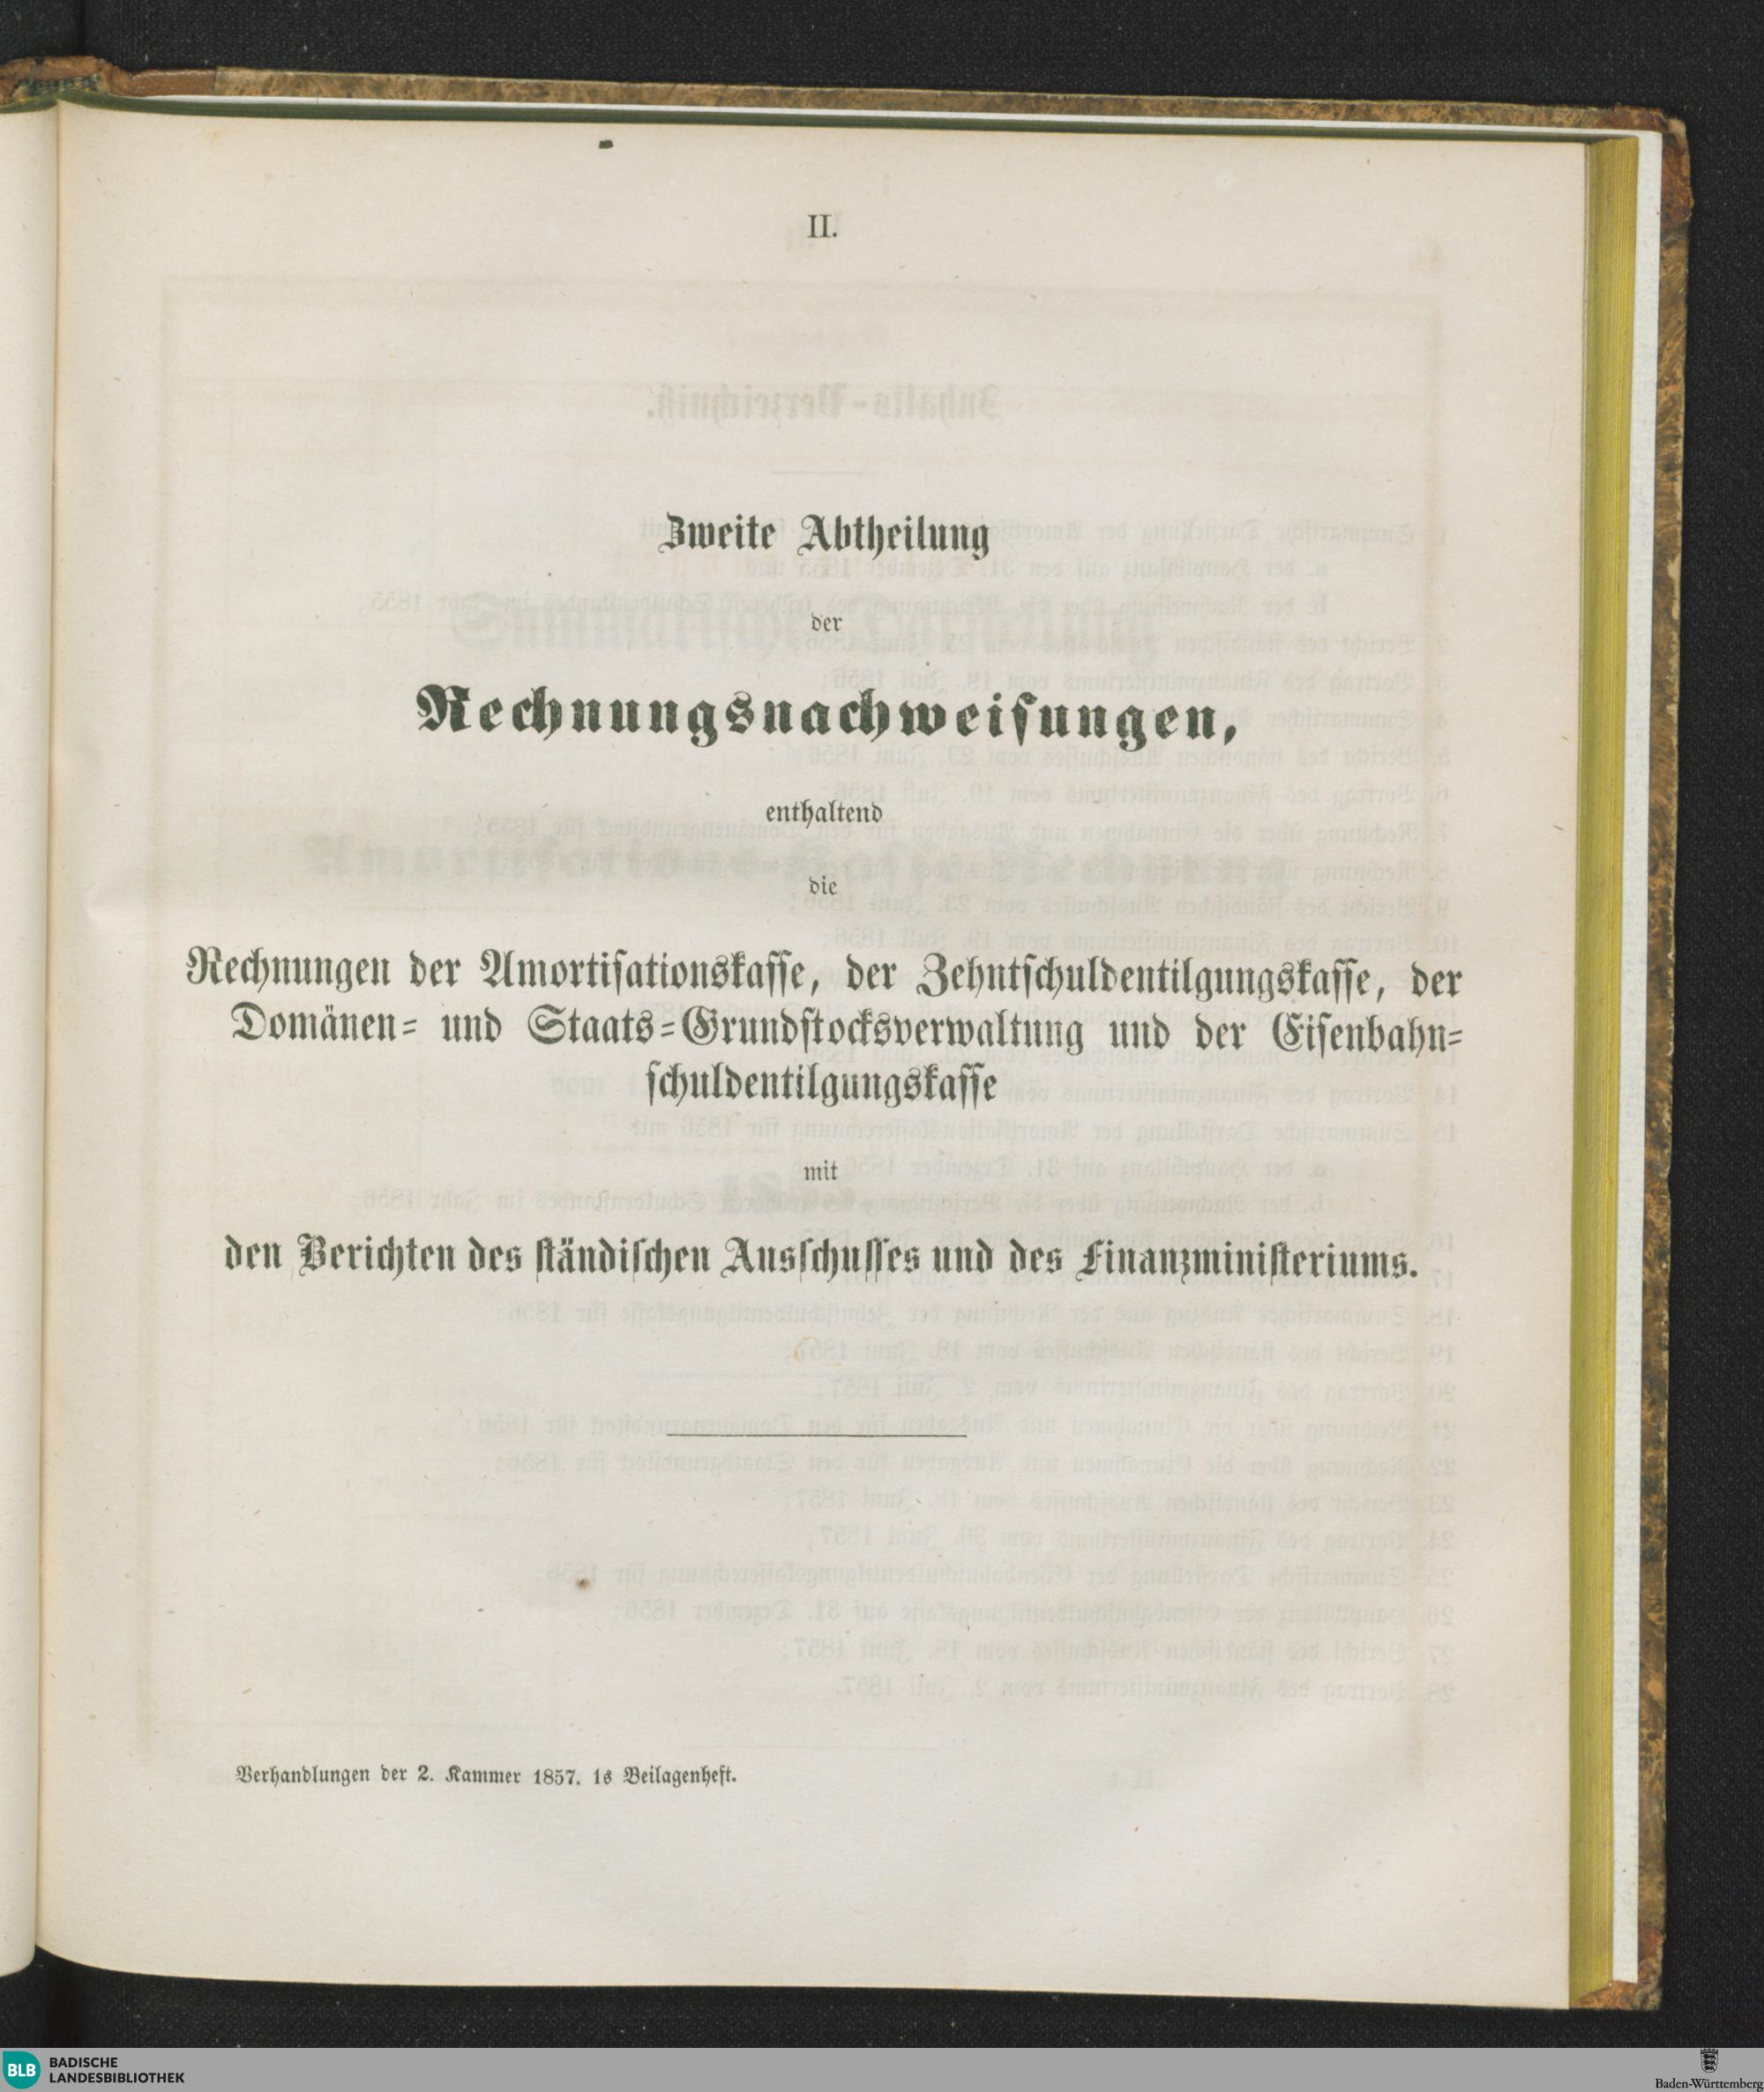 II.
Zweite Abtheilung
der
Rechnungsnachweisungen,
enthaltend
die
Rechnungen der Amortisationskasse, der Zehntschuldentilgungskasse, der
Domänen- und Staats-Grundstocksverwaltung und der Eisenbahn-
schuldentilgungskasse
mit
den Berichten des ständischen Ausschusses und des Finanzministeriums.
Verhandlungen der 2. Kammer 1857. 1s Beilagenheft.
BLB BADISCHE
LANDESBIBLIOTHEK
Baden-Württemberg